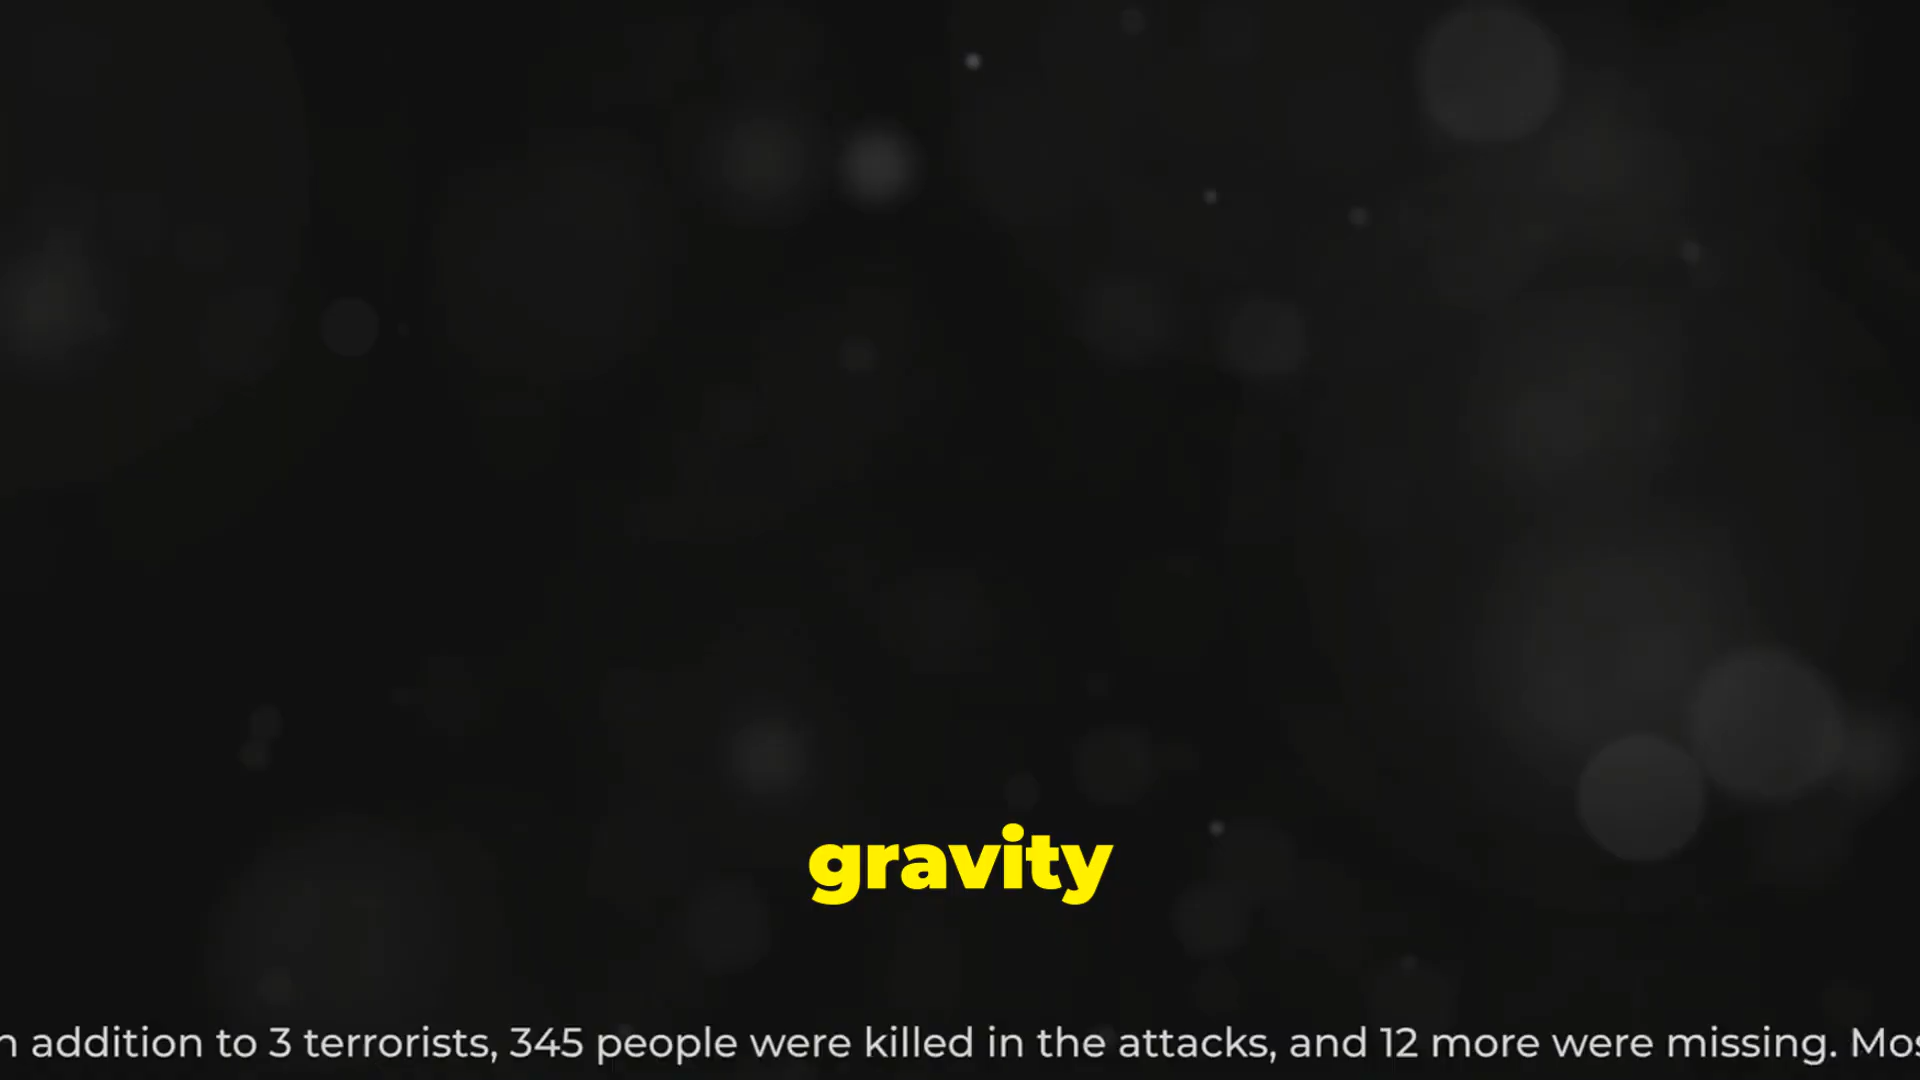 gravity
addition to 3 terrorists, 345 people were killed in the attacks, and 12 more were missing.